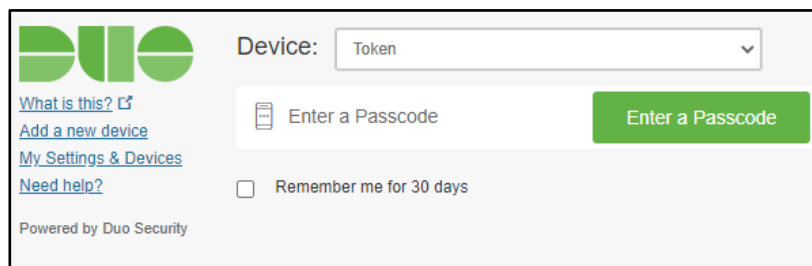 DUO
Device: Token
What is this?
Add a new device
My Settings & Devices
Need help?
Powered by Duo Security
Enter a Passcode
Enter a Passcode
Remember me for 30 days